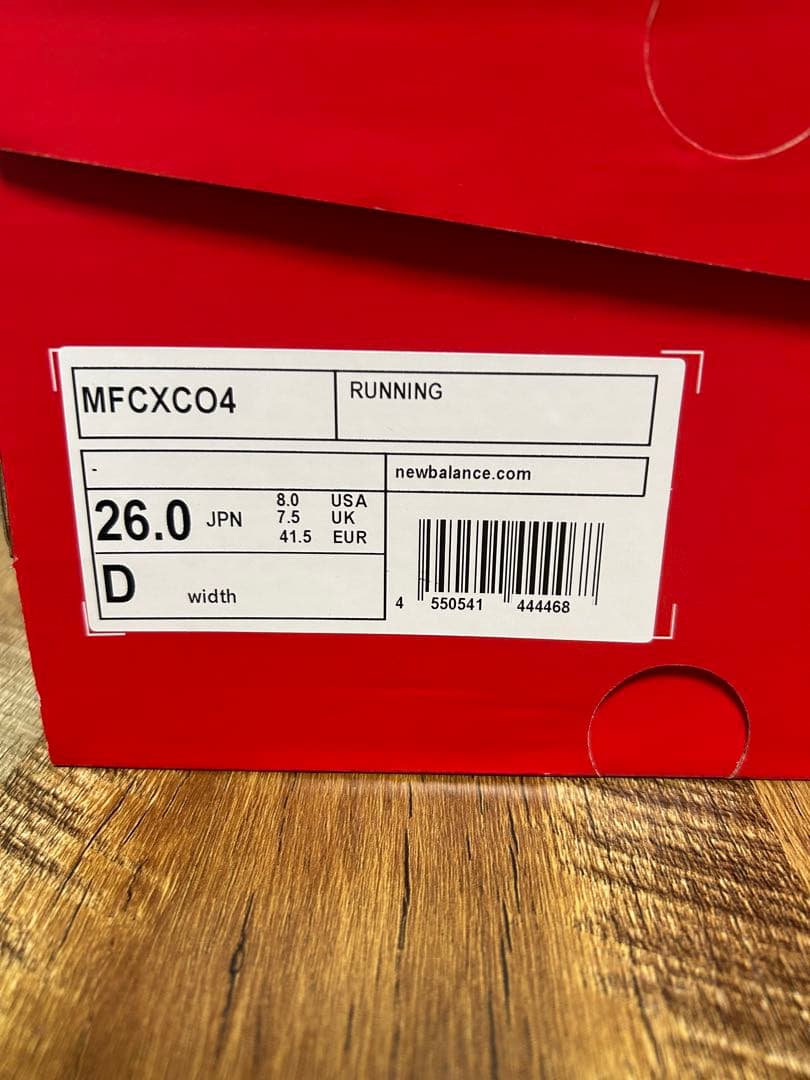 MFCXCO4
RUNNING
-
newbalance.com
26.0 JPN
8.0 USA
7.5 UK
41.5 EUR
D width
4 550541 444468